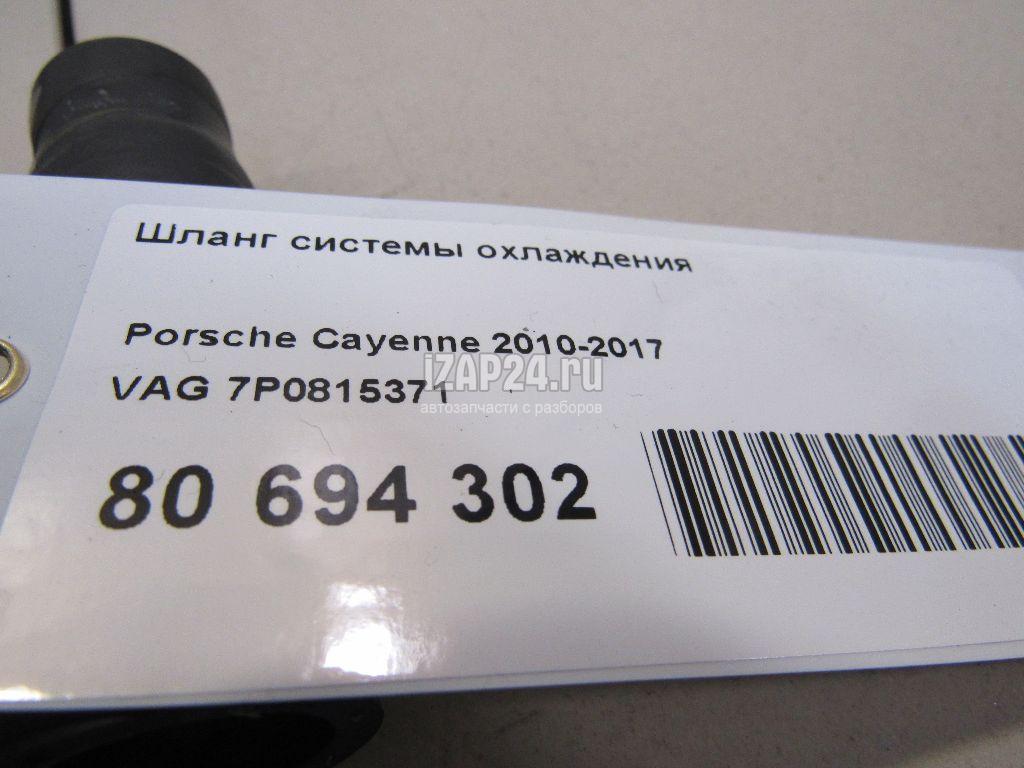 Шланг системы охлаждения
Porsche Cayenne 2010-2017
iZAP24.ru
VAG 7P0815371
автозапчасти с разборов
80 694 302